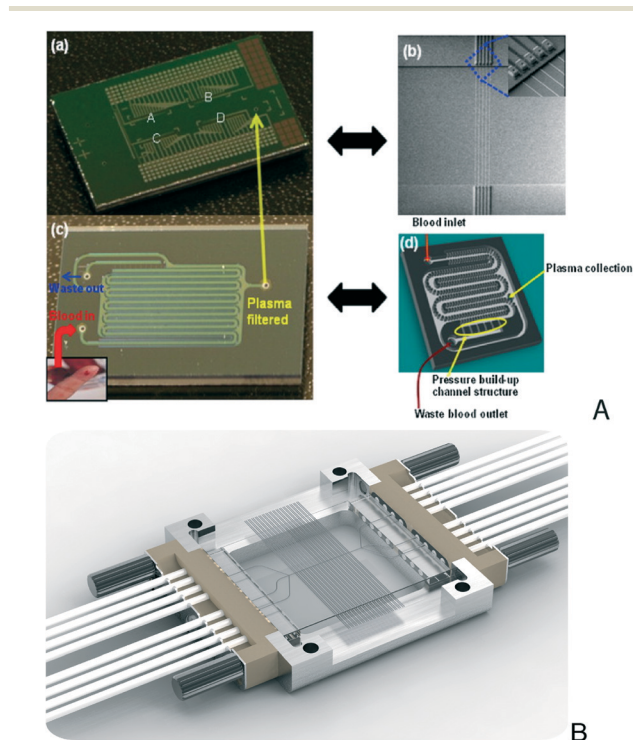 (a)
A
B
C
D
(b)
(c)
Waste out
Blood in
Plasma
filtered
Blood inlet
(d)
Plasma collection
Pressure build-up
channel structure
Waste blood outlet
A
B